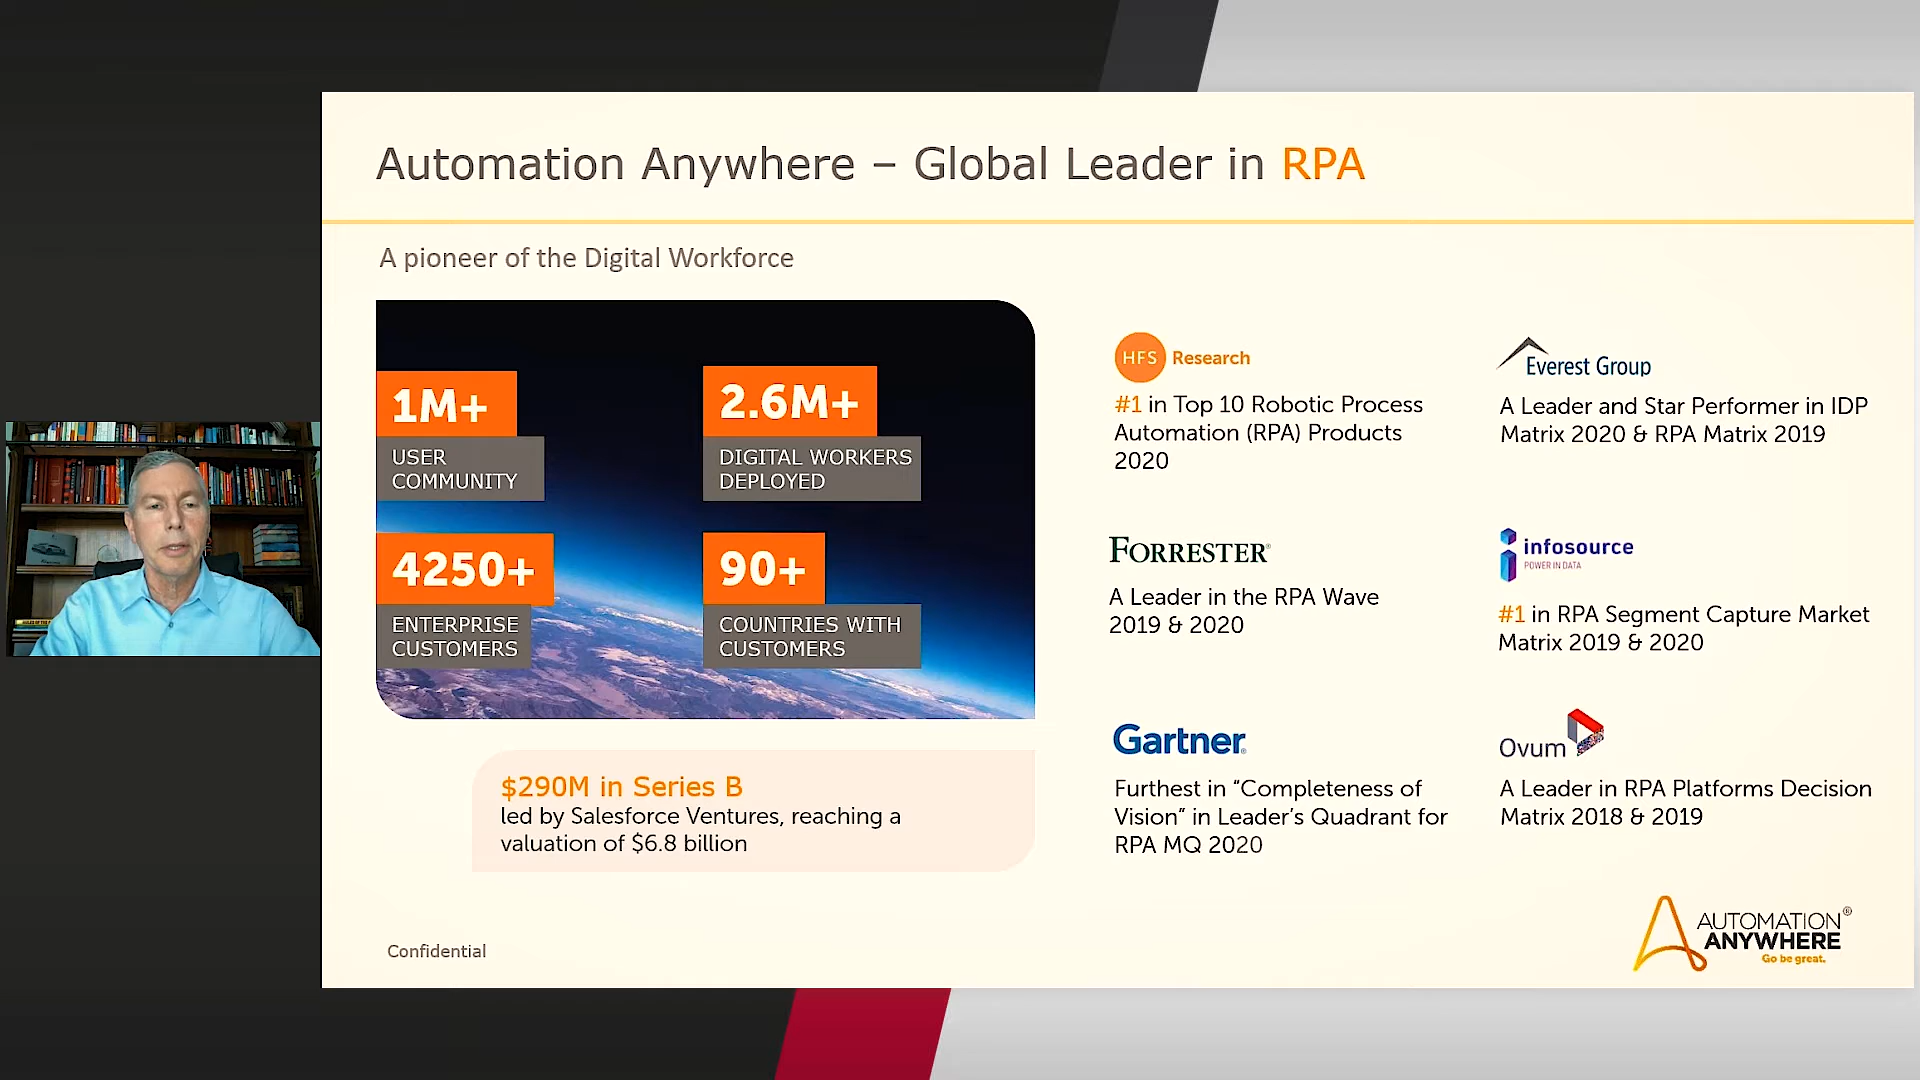 Automation Anywhere – Global Leader in RPA
A pioneer of the Digital Workforce
1M+
USER
COMMUNITY
2.6M+
DIGITAL WORKERS
DEPLOYED
4250+
ENTERPRISE
CUSTOMERS
90+
COUNTRIES WITH
CUSTOMERS
$290M in Series B
led by Salesforce Ventures, reaching a
valuation of $6.8 billion
HFS Research
#1 in Top 10 Robotic Process
Automation (RPA) Products
2020
Everest Group
A Leader and Star Performer in IDP
Matrix 2020 & RPA Matrix 2019
FORRESTER
A Leader in the RPA Wave
2019 & 2020
infosource
POWER IN DATA
#1 in RPA Segment Capture Market
Matrix 2019 & 2020
Gartner
Furthest in “Completeness of
Vision” in Leader’s Quadrant for
RPA MQ 2020
Ovum
A Leader in RPA Platforms Decision
Matrix 2018 & 2019
Confidential
AUTOMATION®
ANYWHERE
Go be great.